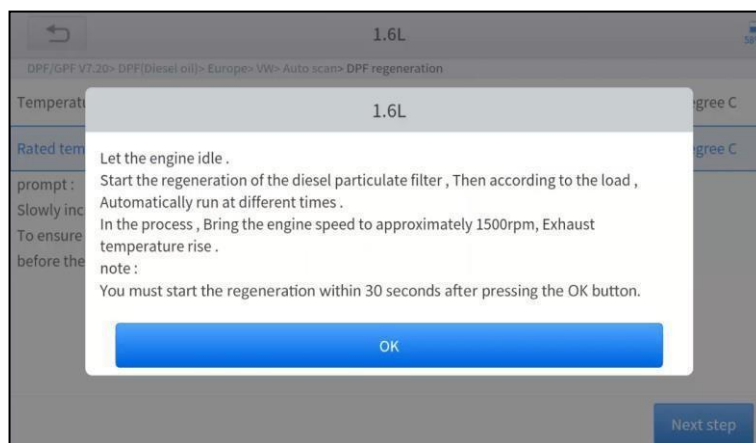 1.6L
DPF/GPF V7.20> DPF(Diesel oil)> Europe> VW> Auto scan> DPF regeneration
egree C
1.6L
Rated tem
egree C
Let the engine idle .
Start the regeneration of the diesel particulate filter , Then according to the load ,
Automatically run at different times .
In the process , Bring the engine speed to approximately 1500rpm, Exhaust
temperature rise .
note :
You must start the regeneration within 30 seconds after pressing the OK button.
prompt :
Slowly inc
To ensure
before the
OK
Next step